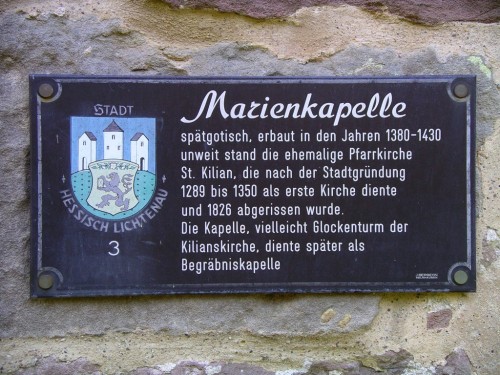 STADT
HESSISCH LICHTENAU
3
Marienkapelle
spätgotisch, erbaut in den Jahren 1380-1430
unweit stand die ehemalige Pfarrkirche
St. Kilian, die nach der Stadtgründung
1289 bis 1350 als erste Kirche diente
und 1826 abgerissen wurde.
Die Kapelle, vielleicht Glockenturm der
Kilianskirche, diente später als
Begräbniskapelle